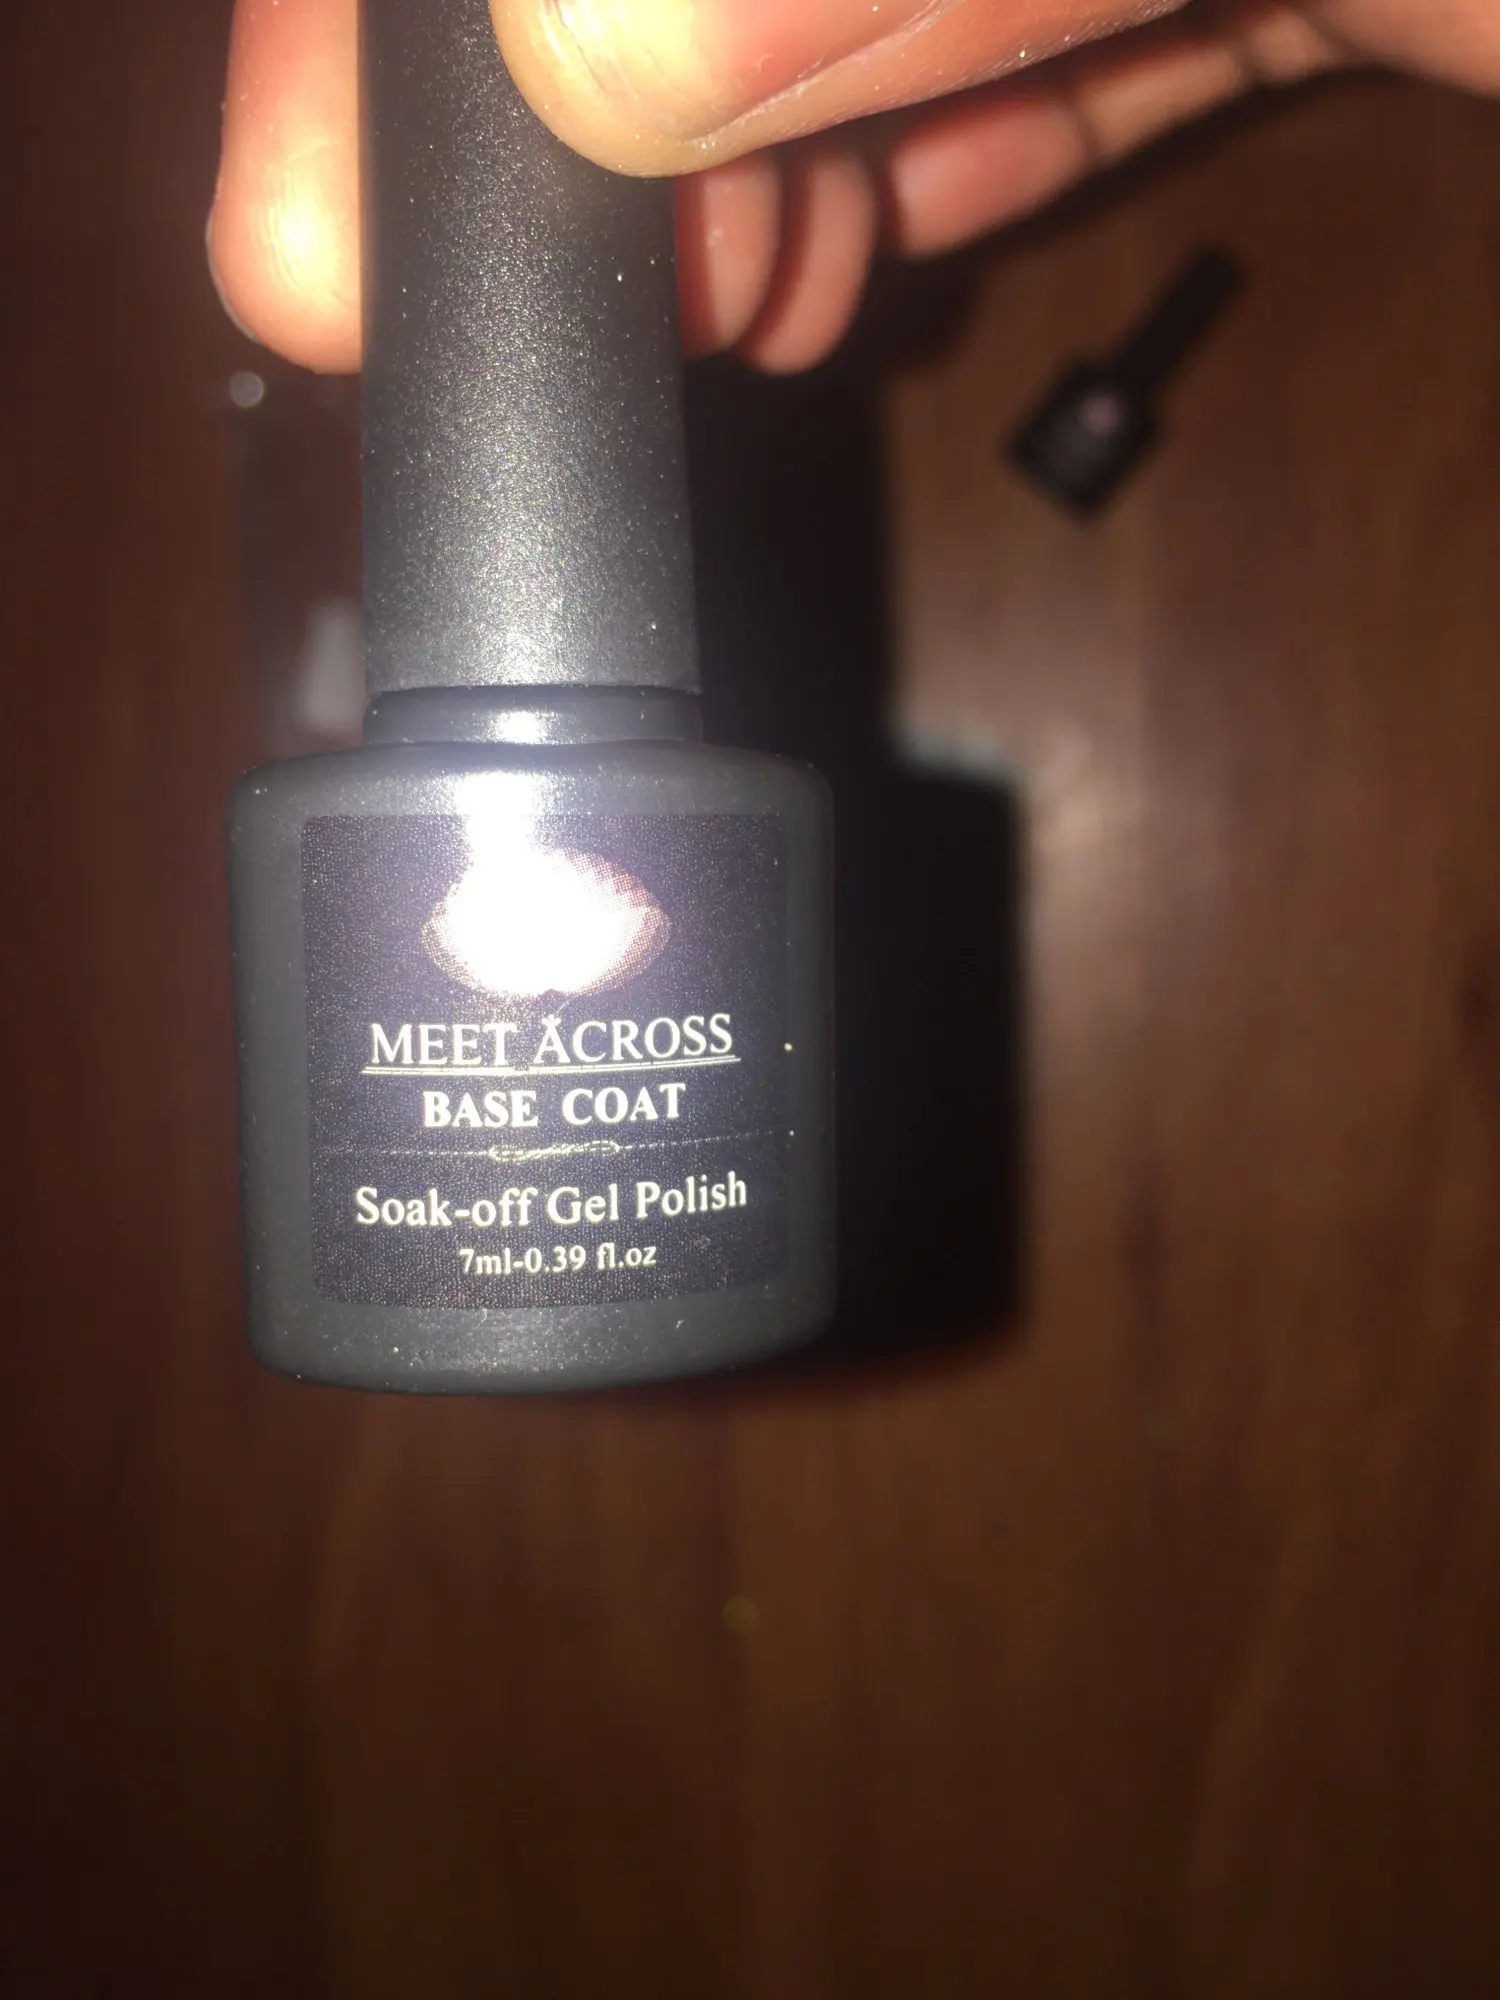 MEET ACROSS
BASE COAT
Soak-off Gel Polish
7ml-0.39 fl.oz